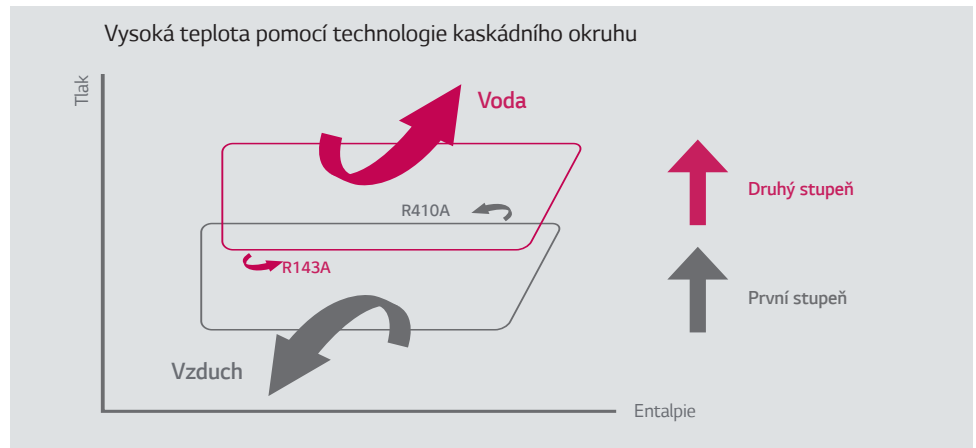 Vysoká teplota pomocí technologie kaskádního okruhu
Tlak
Voda
Druhý stupeň
R410A
R143A
První stupeň
Vzduch
Entalpie